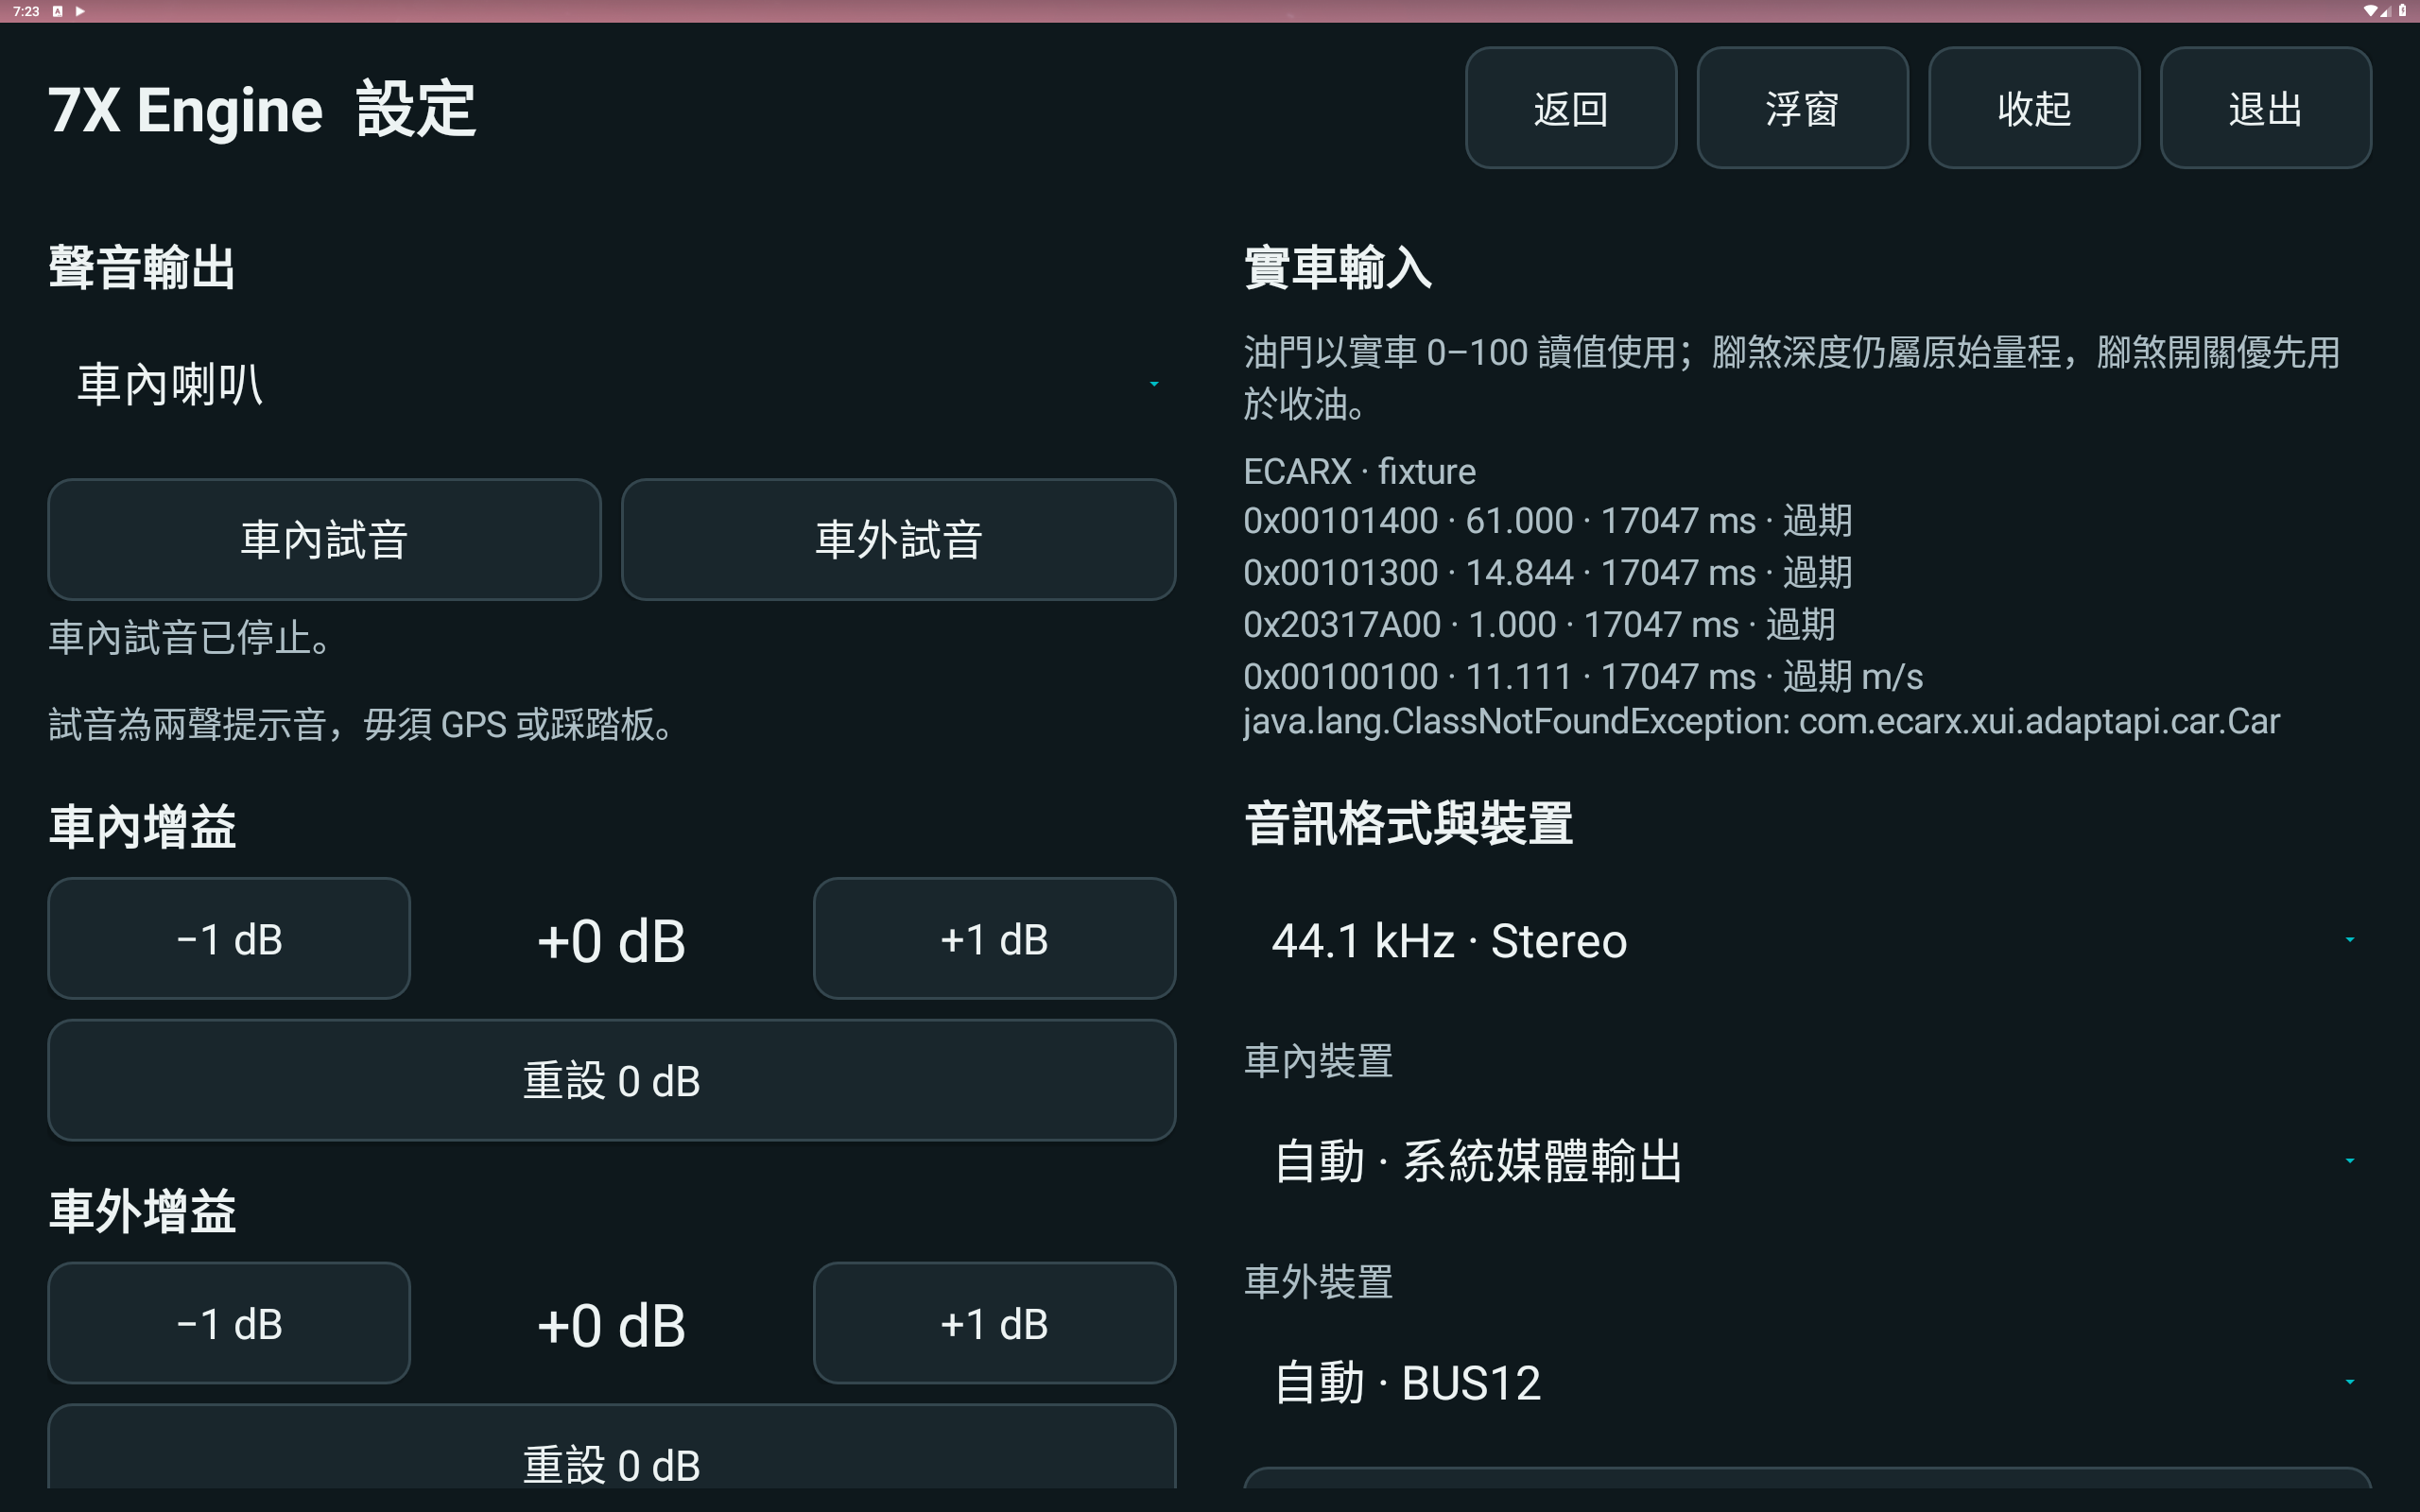 7:23
7X Engine 設定
返回
浮窗
收起
退出
聲音輸出
車內喇叭
車內試音
車外試音
車內試音已停止。
試音為兩聲提示音，毋須 GPS 或踩踏板。
車內增益
−1 dB
+0 dB
+1 dB
重設 0 dB
車外增益
−1 dB
+0 dB
+1 dB
重設 0 dB
實車輸入
油門以實車 0–100 讀值使用；腳煞深度仍屬原始量程，腳煞開關優先用
於收油。
ECARX · fixture
0x00101400 · 61.000 · 17047 ms · 過期
0x00101300 · 14.844 · 17047 ms · 過期
0x20317A00 · 1.000 · 17047 ms · 過期
0x00100100 · 11.111 · 17047 ms · 過期 m/s
java.lang.ClassNotFoundException: com.ecarx.xui.adaptapi.car.Car
音訊格式與裝置
44.1 kHz · Stereo
車內裝置
自動 · 系統媒體輸出
車外裝置
自動 · BUS12